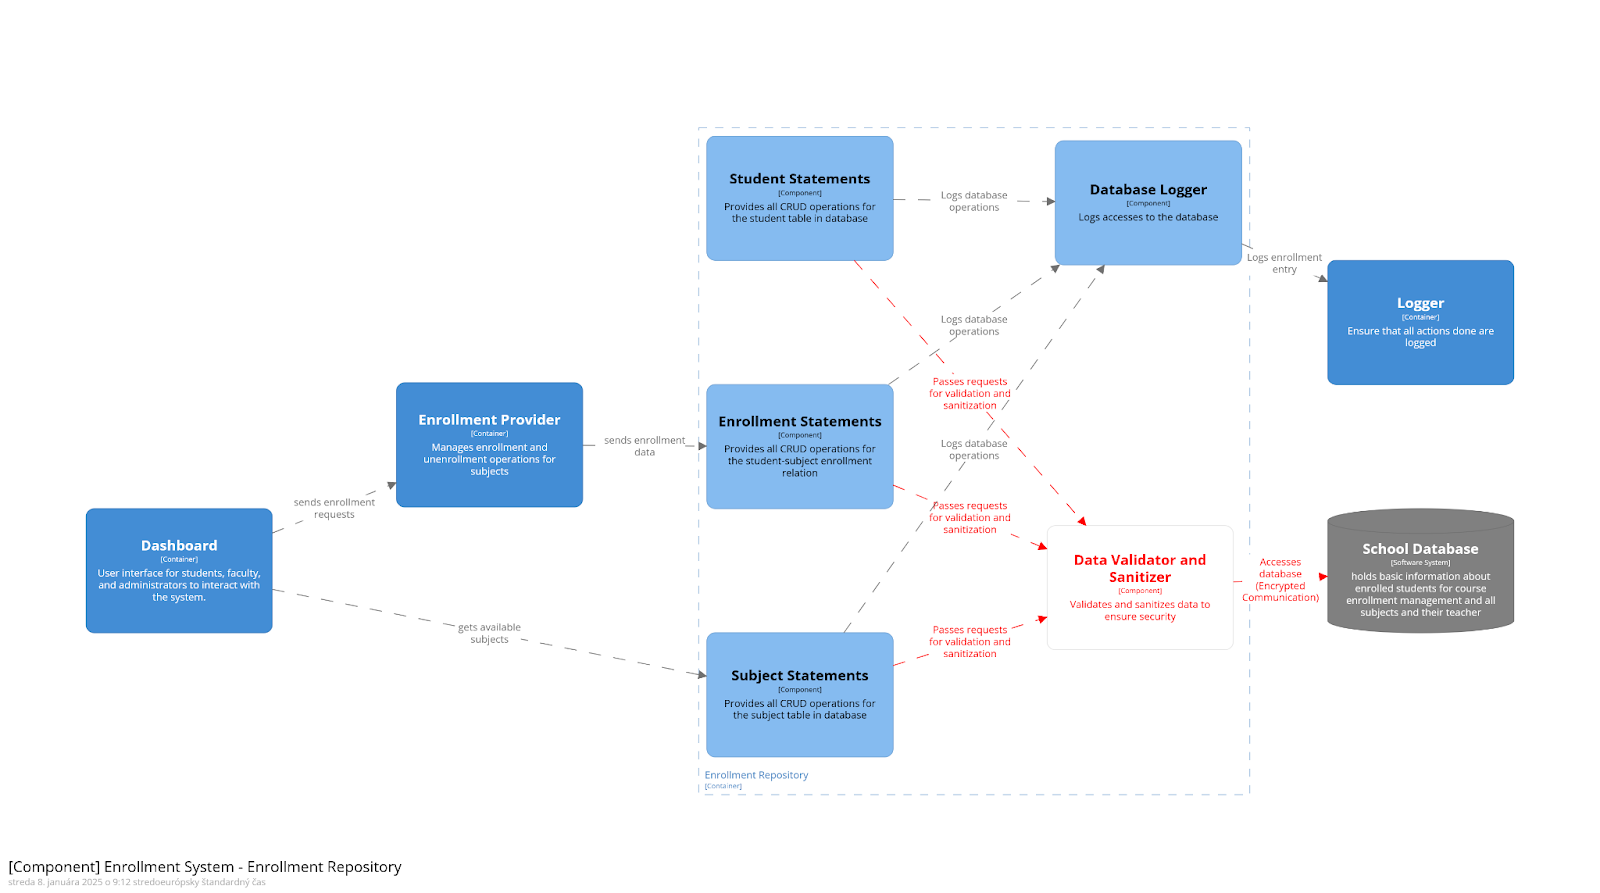 Student Statements
[Component]
Provides all CRUD operations for
the student table in database
Logs database
operations
Database Logger
[Component]
Logs accesses to the database
Logs enrollment
entry
Logger
[Container]
Ensure that all actions done are
logged
Logs database
operations
Passes requests
for validation and
sanitization
Enrollment Provider
[Container]
Manages enrollment and
unenrollment operations for
subjects
sends enrollment
data
Enrollment Statements
[Component]
Provides all CRUD operations for
the student-subject enrollment
relation
Logs database
operations
sends enrollment
requests
Passes requests
for validation and
sanitization
Dashboard
[Container]
User interface for students, faculty,
and administrators to interact with
the system.
Data Validator and
Sanitizer
[Component]
Validates and sanitizes data to
ensure security
Accesses
database
(Encrypted
Communication)
School Database
[Software System]
holds basic information about
enrolled students for course
enrollment management and all
subjects and their teacher
gets available
subjects
Passes requests
for validation and
sanitization
Subject Statements
[Component]
Provides all CRUD operations for
the subject table in database
Enrollment Repository
[Container]
[Component] Enrollment System - Enrollment Repository
streda 8. januára 2025 o 9:12 stredoeurópsky štandardný čas